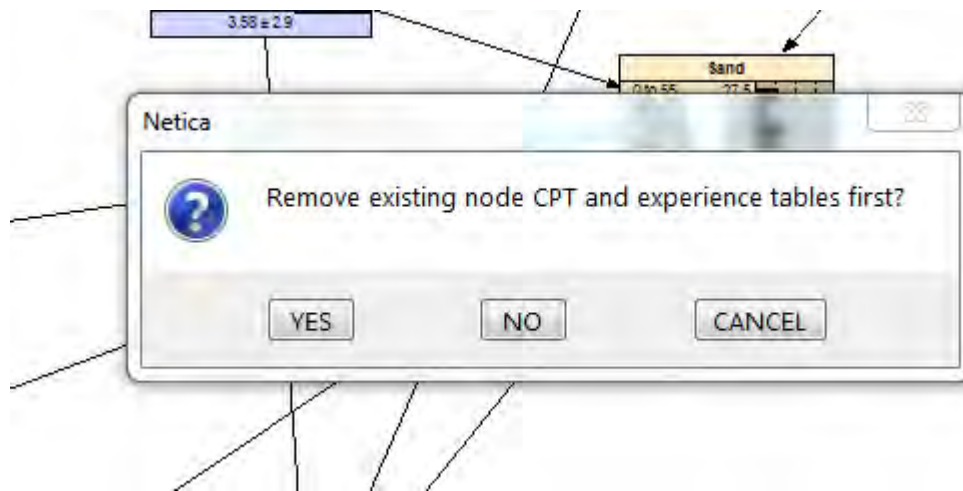 3.58 ± 2.9
Sand
0 to 55 27.5
Netica
Remove existing node CPT and experience tables first?
YES
NO
CANCEL